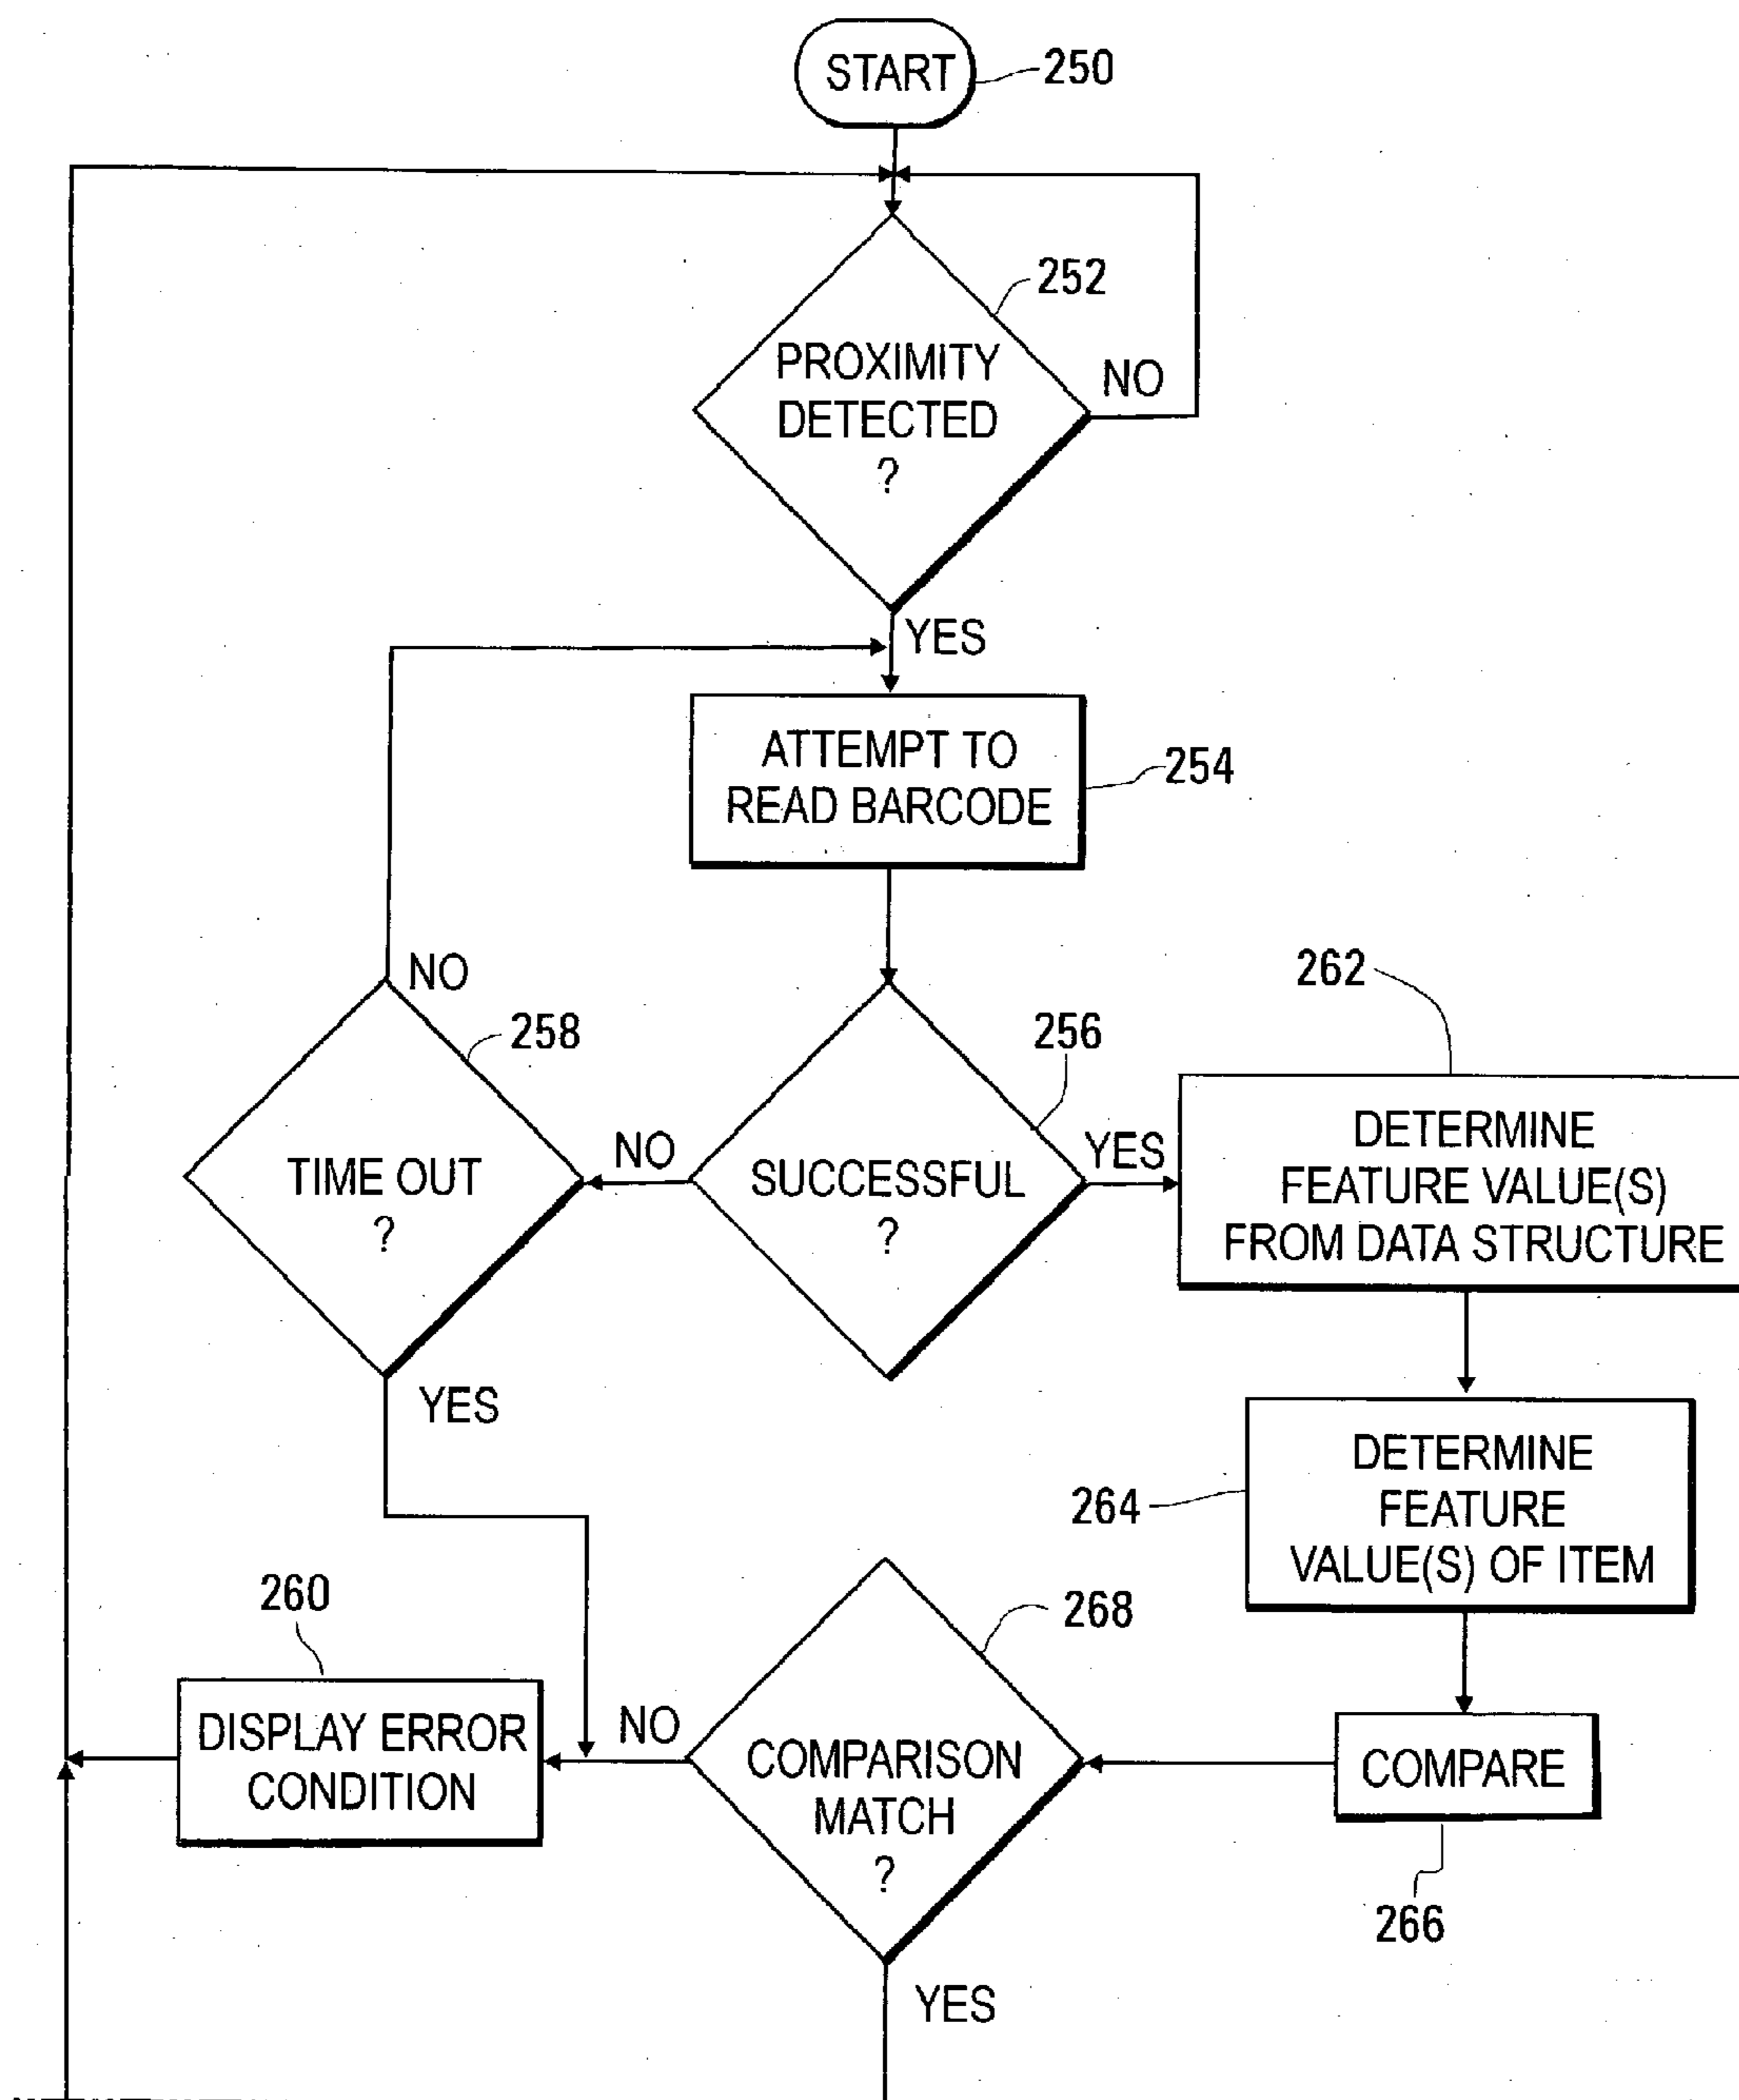 START
250
252
PROXIMITY
DETECTED
?
NO
YES
ATTEMPT TO
READ BARCODE
254
NO
258
256
262
TIME OUT
?
NO
SUCCESSFUL
?
YES
DETERMINE
FEATURE VALUE(S)
FROM DATA STRUCTURE
YES
264
DETERMINE
FEATURE
VALUE(S) OF ITEM
260
268
DISPLAY ERROR
CONDITION
NO
COMPARISON
MATCH
?
COMPARE
266
YES